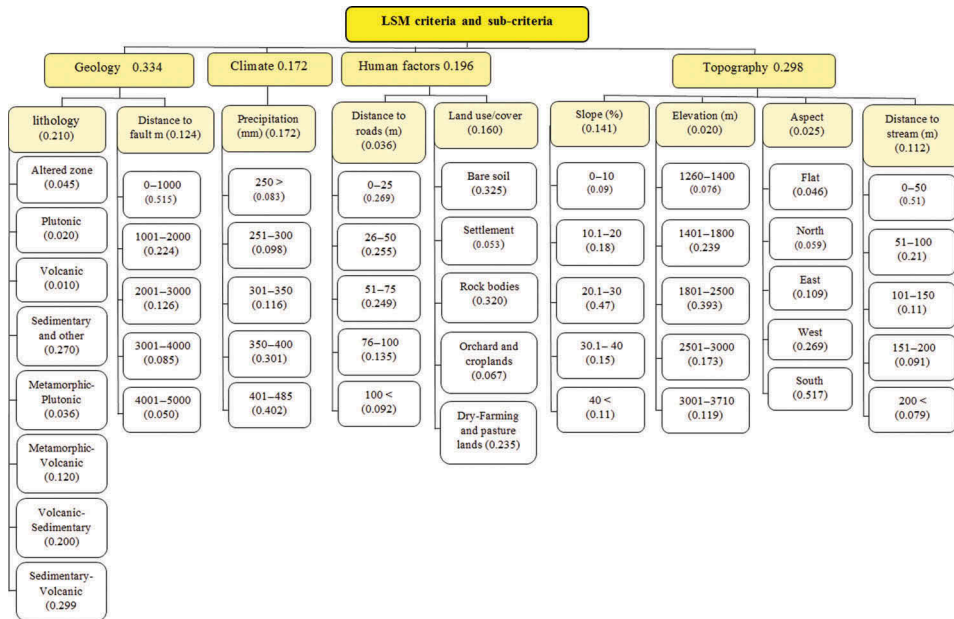 LSM criteria and sub-criteria
Geology 0.334
Climate 0.172
Human factors 0.196
Topography 0.298
lithology
(0.210)
Altered zone
(0.045)
Plutonic
(0.020)
Volcanic
(0.010)
Sedimentary
and other
(0.270)
Metamorphic-
Plutonic
(0.036)
Metamorphic-
Volcanic
(0.120)
Volcanic-
Sedimentary
(0.200)
Sedimentary-
Volcanic
(0.299
Distance to
fault m (0.124)
0–1000
(0.515)
1001–2000
(0.224)
2001–3000
(0.126)
3001–4000
(0.085)
4001–5000
(0.050)
Precipitation
(mm) (0.172)
250 >
(0.083)
251–300
(0.098)
301–350
(0.116)
350–400
(0.301)
401–485
(0.402)
Distance to
roads (m)
(0.036)
0–25
(0.269)
26–50
(0.255)
51–75
(0.249)
76–100
(0.135)
100 <
(0.092)
Land use/cover
(0.160)
Bare soil
(0.325)
Settlement
(0.053)
Rock bodies
(0.320)
Orchard and
croplands
(0.067)
Dry-Farming
and pasture
lands (0.235)
Slope (%)
(0.141)
0–10
(0.09)
10.1–20
(0.18)
20.1–30
(0.47)
30.1– 40
(0.15)
40 <
(0.11)
Elevation (m)
(0.020)
1260–1400
(0.076)
1401–1800
(0.239
1801–2500
(0.393)
2501–3000
(0.173)
3001–3710
(0.119)
Aspect
(0.025)
Flat
(0.046)
North
(0.059)
East
(0.109)
West
(0.269)
South
(0.517)
Distance to
stream (m)
(0.112)
0–50
(0.51)
51–100
(0.21)
101–150
(0.11)
151–200
(0.091)
200 <
(0.079)